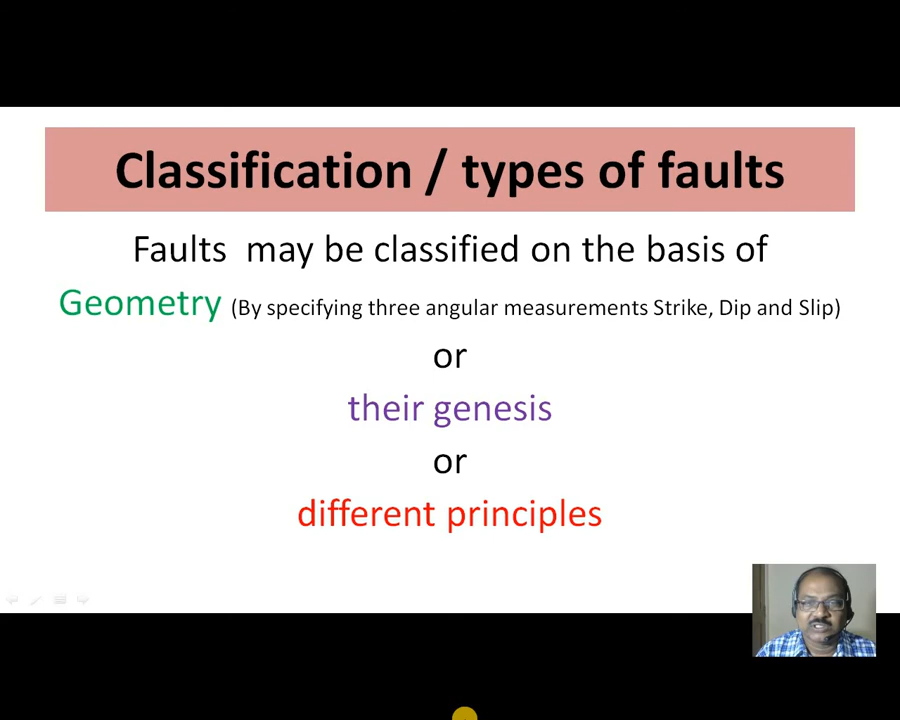 Classification / types of faults
Faults may be classified on the basis of
Geometry (By specifying three angular measurements Strike, Dip and Slip)
or
their genesis
or
different principles